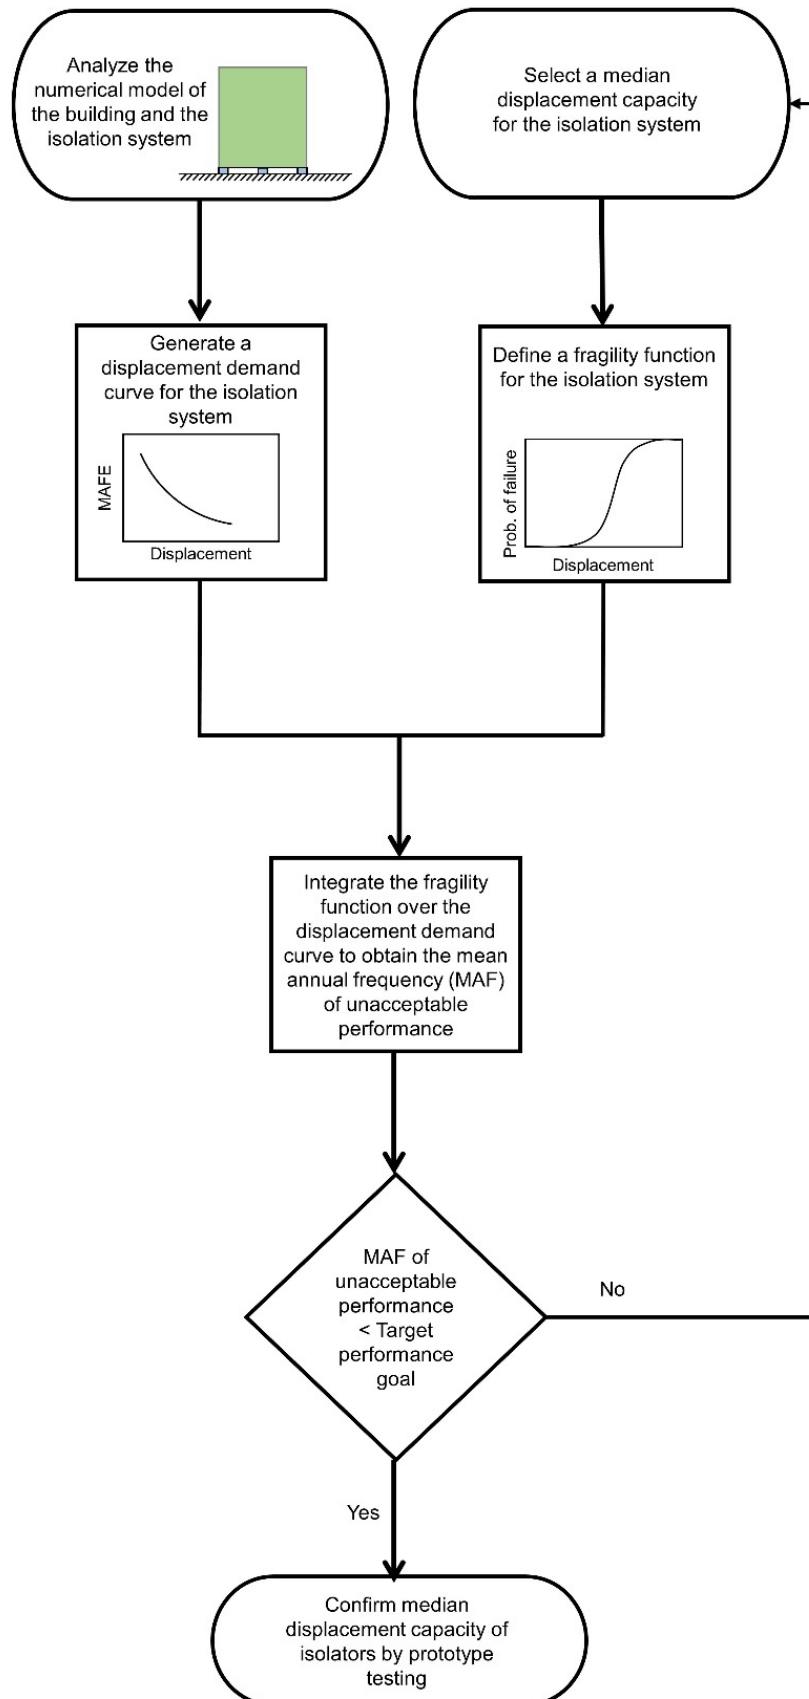 Analyze the
numerical model of
the building and the
isolation system
Select a median
displacement capacity
for the isolation system
Generate a
displacement demand
curve for the isolation
system
MAFE
Displacement
Define a fragility function
for the isolation system
Prob. of failure
Displacement
Integrate the fragility
function over the
displacement demand
curve to obtain the mean
annual frequency (MAF)
of unacceptable
performance
MAF of
unacceptable
performance
< Target
performance
goal
No
Yes
Confirm median
displacement capacity of
isolators by prototype
testing